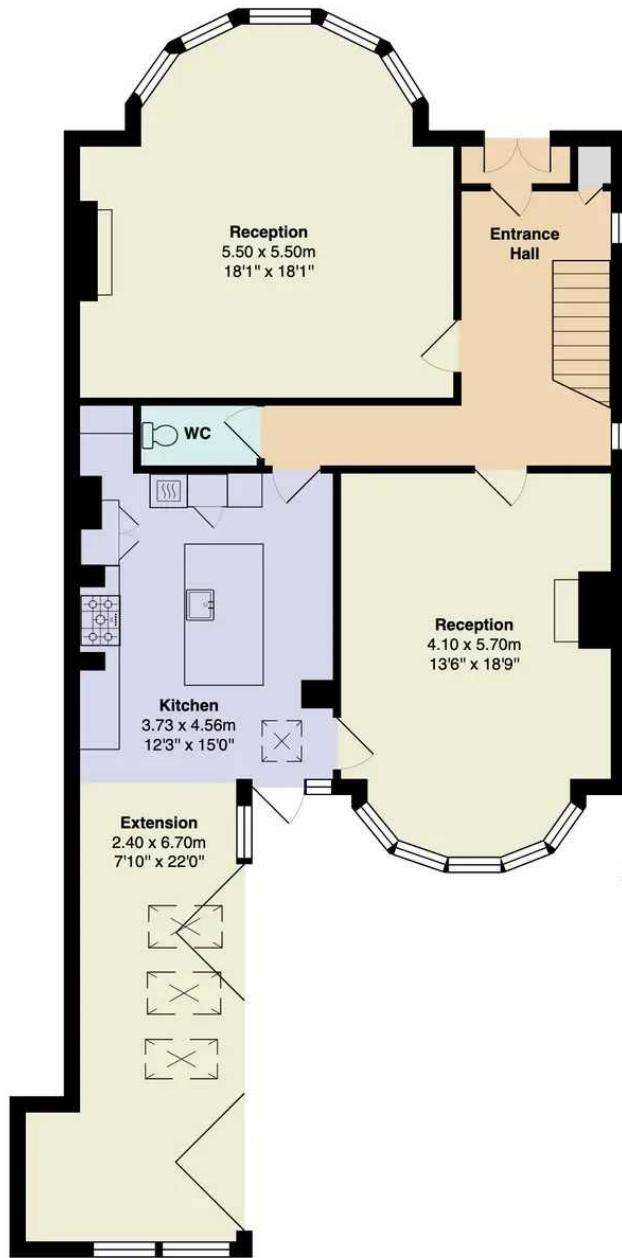 Reception
5.50 x 5.50m
18'1" x 18'1"
Entrance
Hall
WC
Reception
4.10 x 5.70m
13'6" x 18'9"
Kitchen
3.73 x 4.56m
12'3" x 15'0"
Extension
2.40 x 6.70m
7'10" x 22'0"